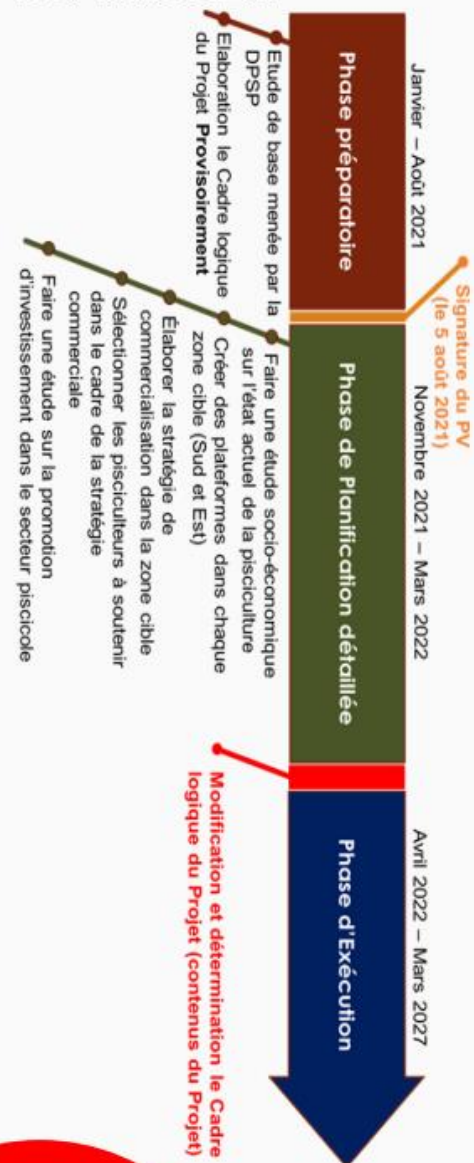 Janvier – Août 2021
Signature du PV
(le 5 août 2021)
Novembre 2021 – Mars 2022
Avril 2022 – Mars 2027
Phase préparatoire
Phase de Planification détaillée
Phase d'Exécution
Etude de base menée par la
DPSP
Elaboration le Cadre logique
du Projet Provisoirement
Faire une étude socio-économique
sur l'état actuel de la pisciculture
Créer des plateformes dans chaque
zone cible (Sud et Est)
Élaborer la stratégie de
commercialisation dans la zone cible
Sélectionner les pisciculteurs à soutenir
dans le cadre de la stratégie
commerciale
Faire une étude sur la promotion
d'investissement dans le secteur piscicole
Modification et détermination le Cadre
logique du Projet (contenus du Projet)